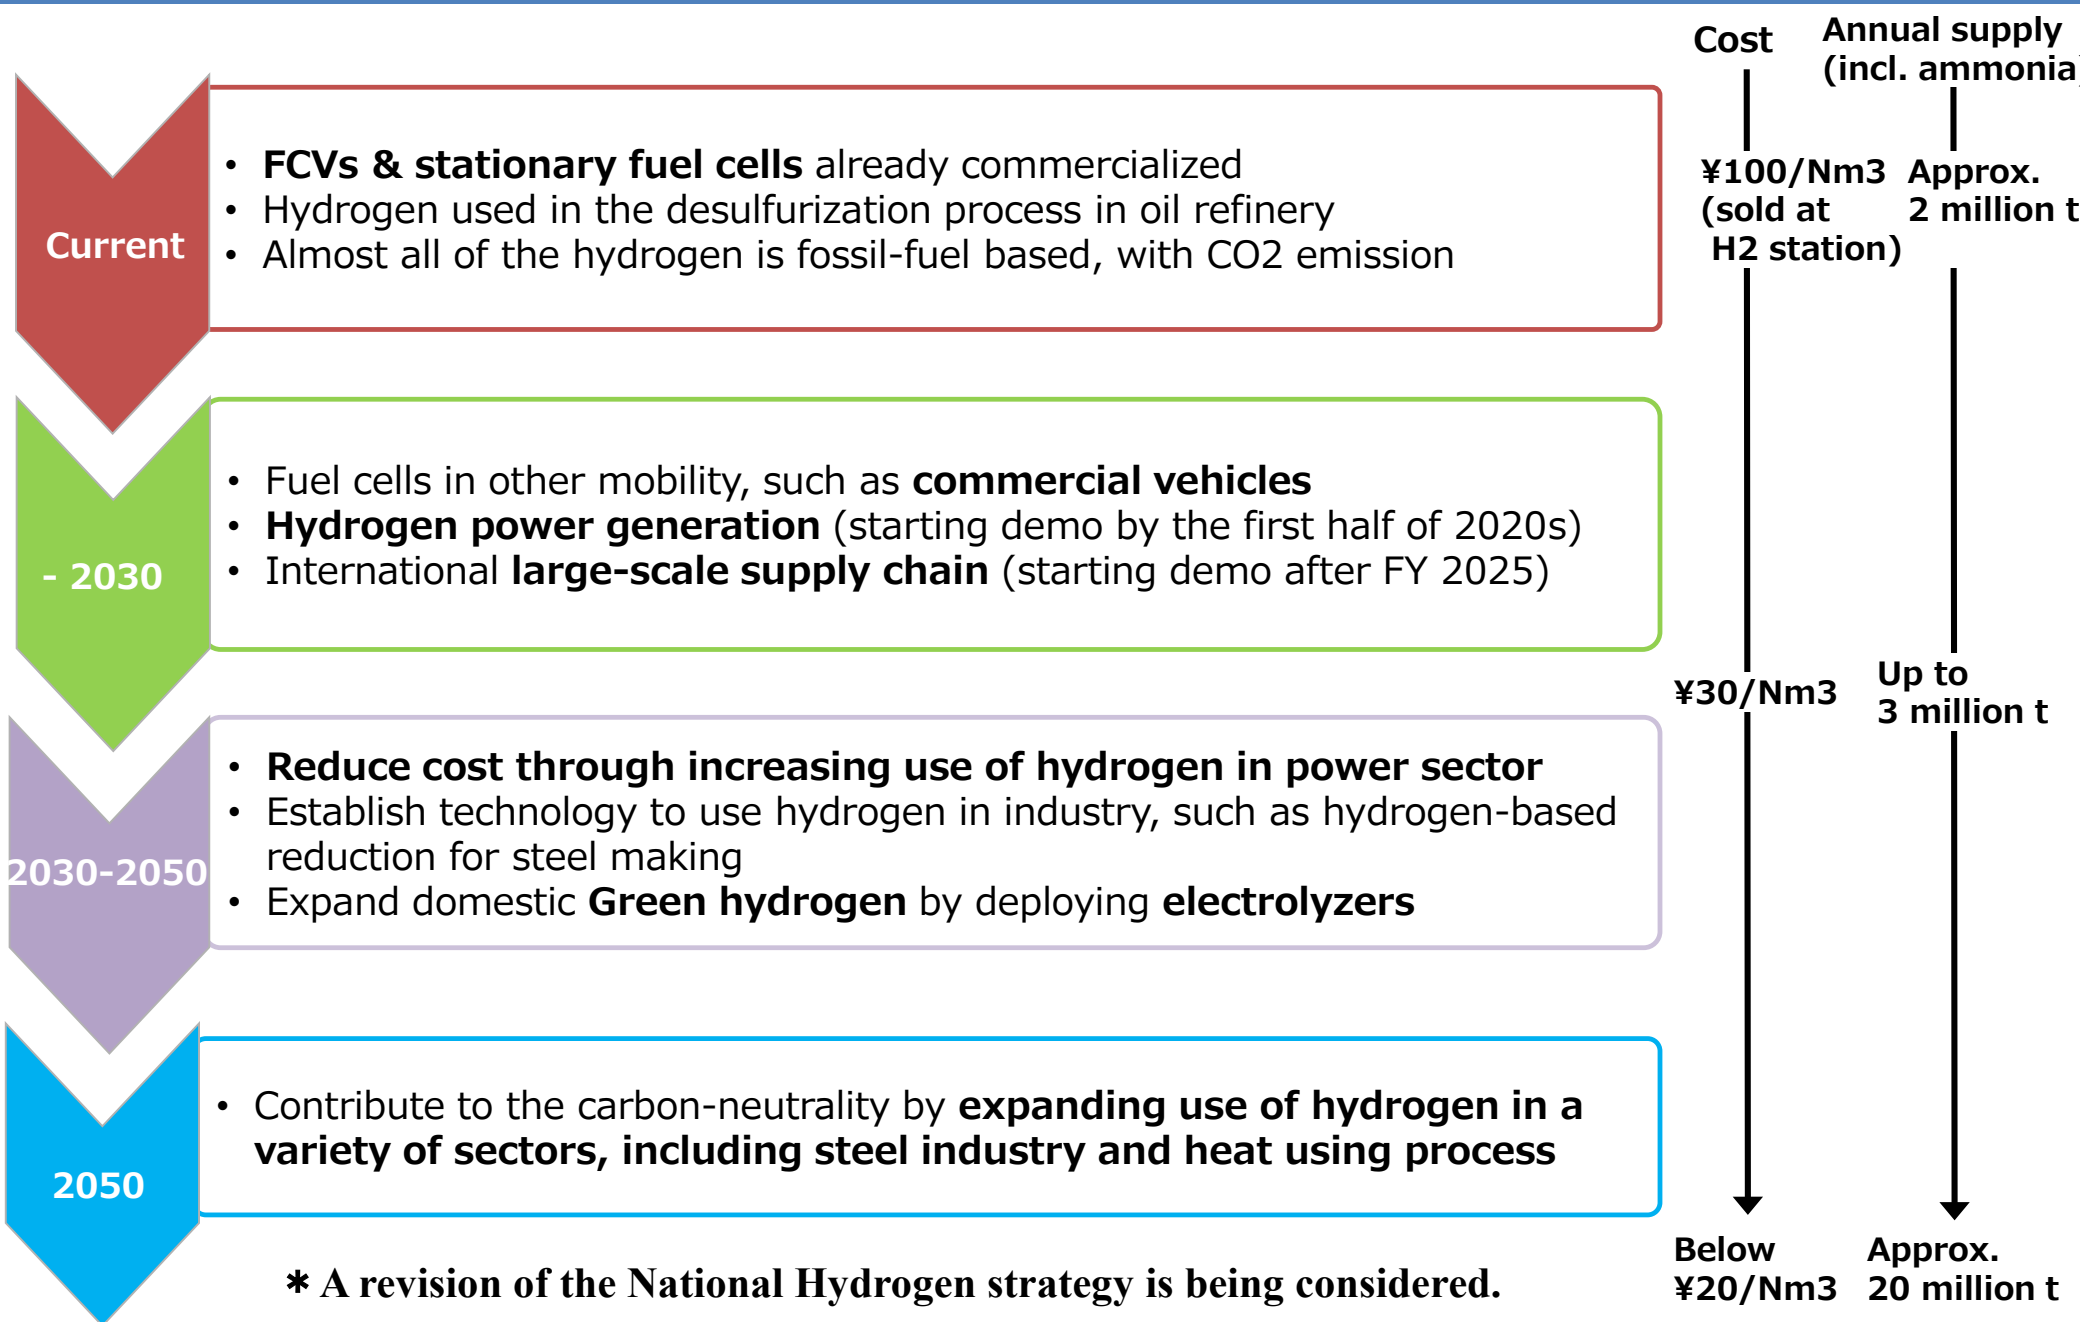 Cost
Annual supply
(incl. ammonia)
Current
• FCVs & stationary fuel cells already commercialized
• Hydrogen used in the desulfurization process in oil refinery
• Almost all of the hydrogen is fossil-fuel based, with CO2 emission
¥100/Nm3
(sold at
H2 station)
Approx.
2 million t
- 2030
• Fuel cells in other mobility, such as commercial vehicles
• Hydrogen power generation (starting demo by the first half of 2020s)
• International large-scale supply chain (starting demo after FY 2025)
¥30/Nm3
Up to
3 million t
2030-2050
• Reduce cost through increasing use of hydrogen in power sector
• Establish technology to use hydrogen in industry, such as hydrogen-based
reduction for steel making
• Expand domestic Green hydrogen by deploying electrolyzers
2050
• Contribute to the carbon-neutrality by expanding use of hydrogen in a
variety of sectors, including steel industry and heat using process
Below
¥20/Nm3
Approx.
20 million t
* A revision of the National Hydrogen strategy is being considered.